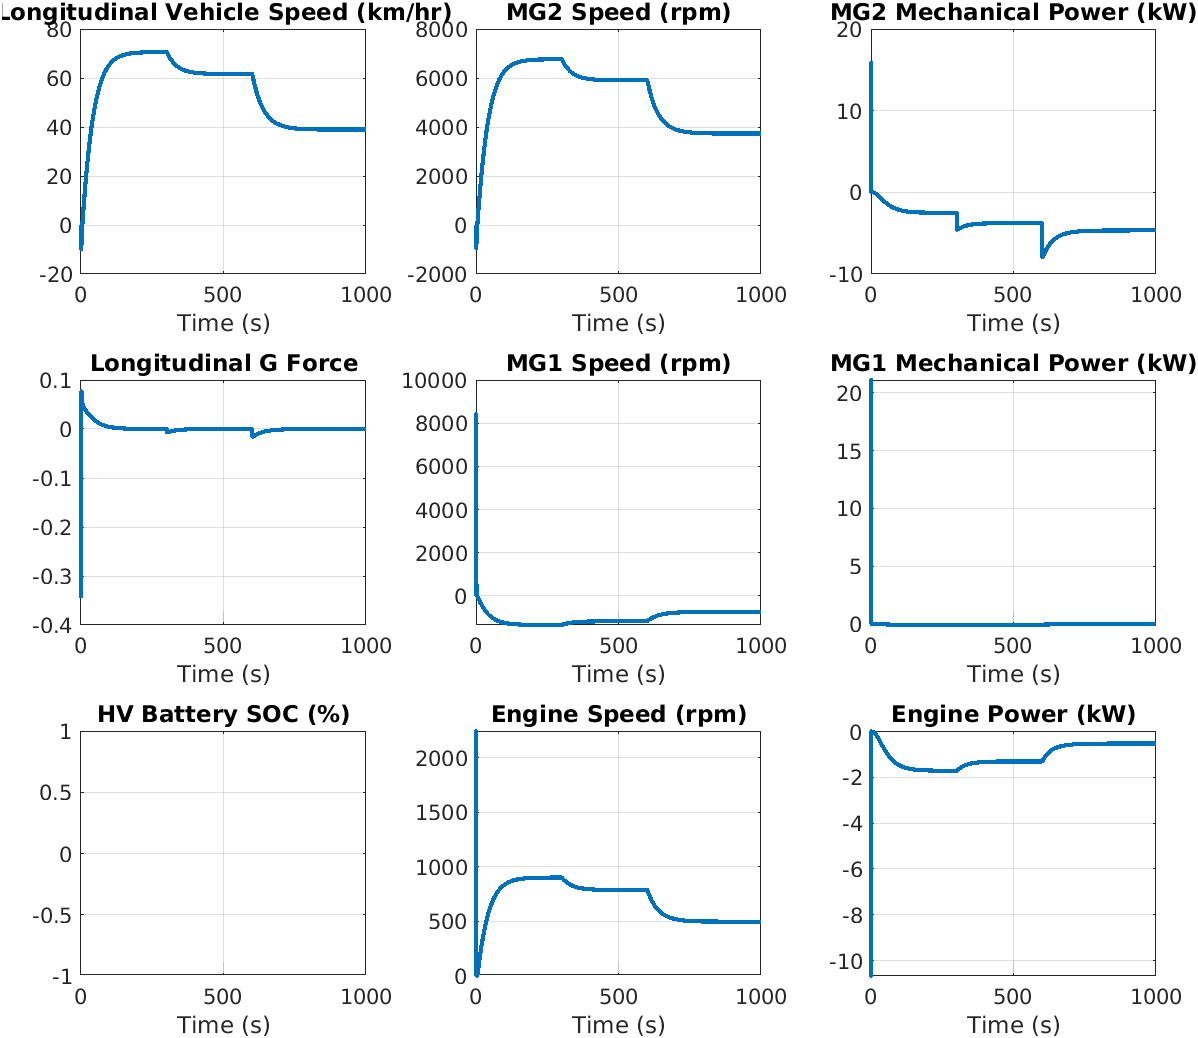 Longitudinal Vehicle Speed (km/hr)
80
60
40
20
0
-20
0 500 1000
Time (s)
MG2 Speed (rpm)
8000
6000
4000
2000
0
-2000
0 500 1000
Time (s)
MG2 Mechanical Power (kW)
20
10
0
-10
0 500 1000
Time (s)
Longitudinal G Force
0.1
0
-0.1
-0.2
-0.3
-0.4
0 500 1000
Time (s)
MG1 Speed (rpm)
10000
8000
6000
4000
2000
0
0 500 1000
Time (s)
MG1 Mechanical Power (kW)
20
15
10
5
0
0 500 1000
Time (s)
HV Battery SOC (%)
1
0.5
0
-0.5
-1
0 500 1000
Time (s)
Engine Speed (rpm)
2000
1500
1000
500
0
0 500 1000
Time (s)
Engine Power (kW)
0
-2
-4
-6
-8
-10
0 500 1000
Time (s)